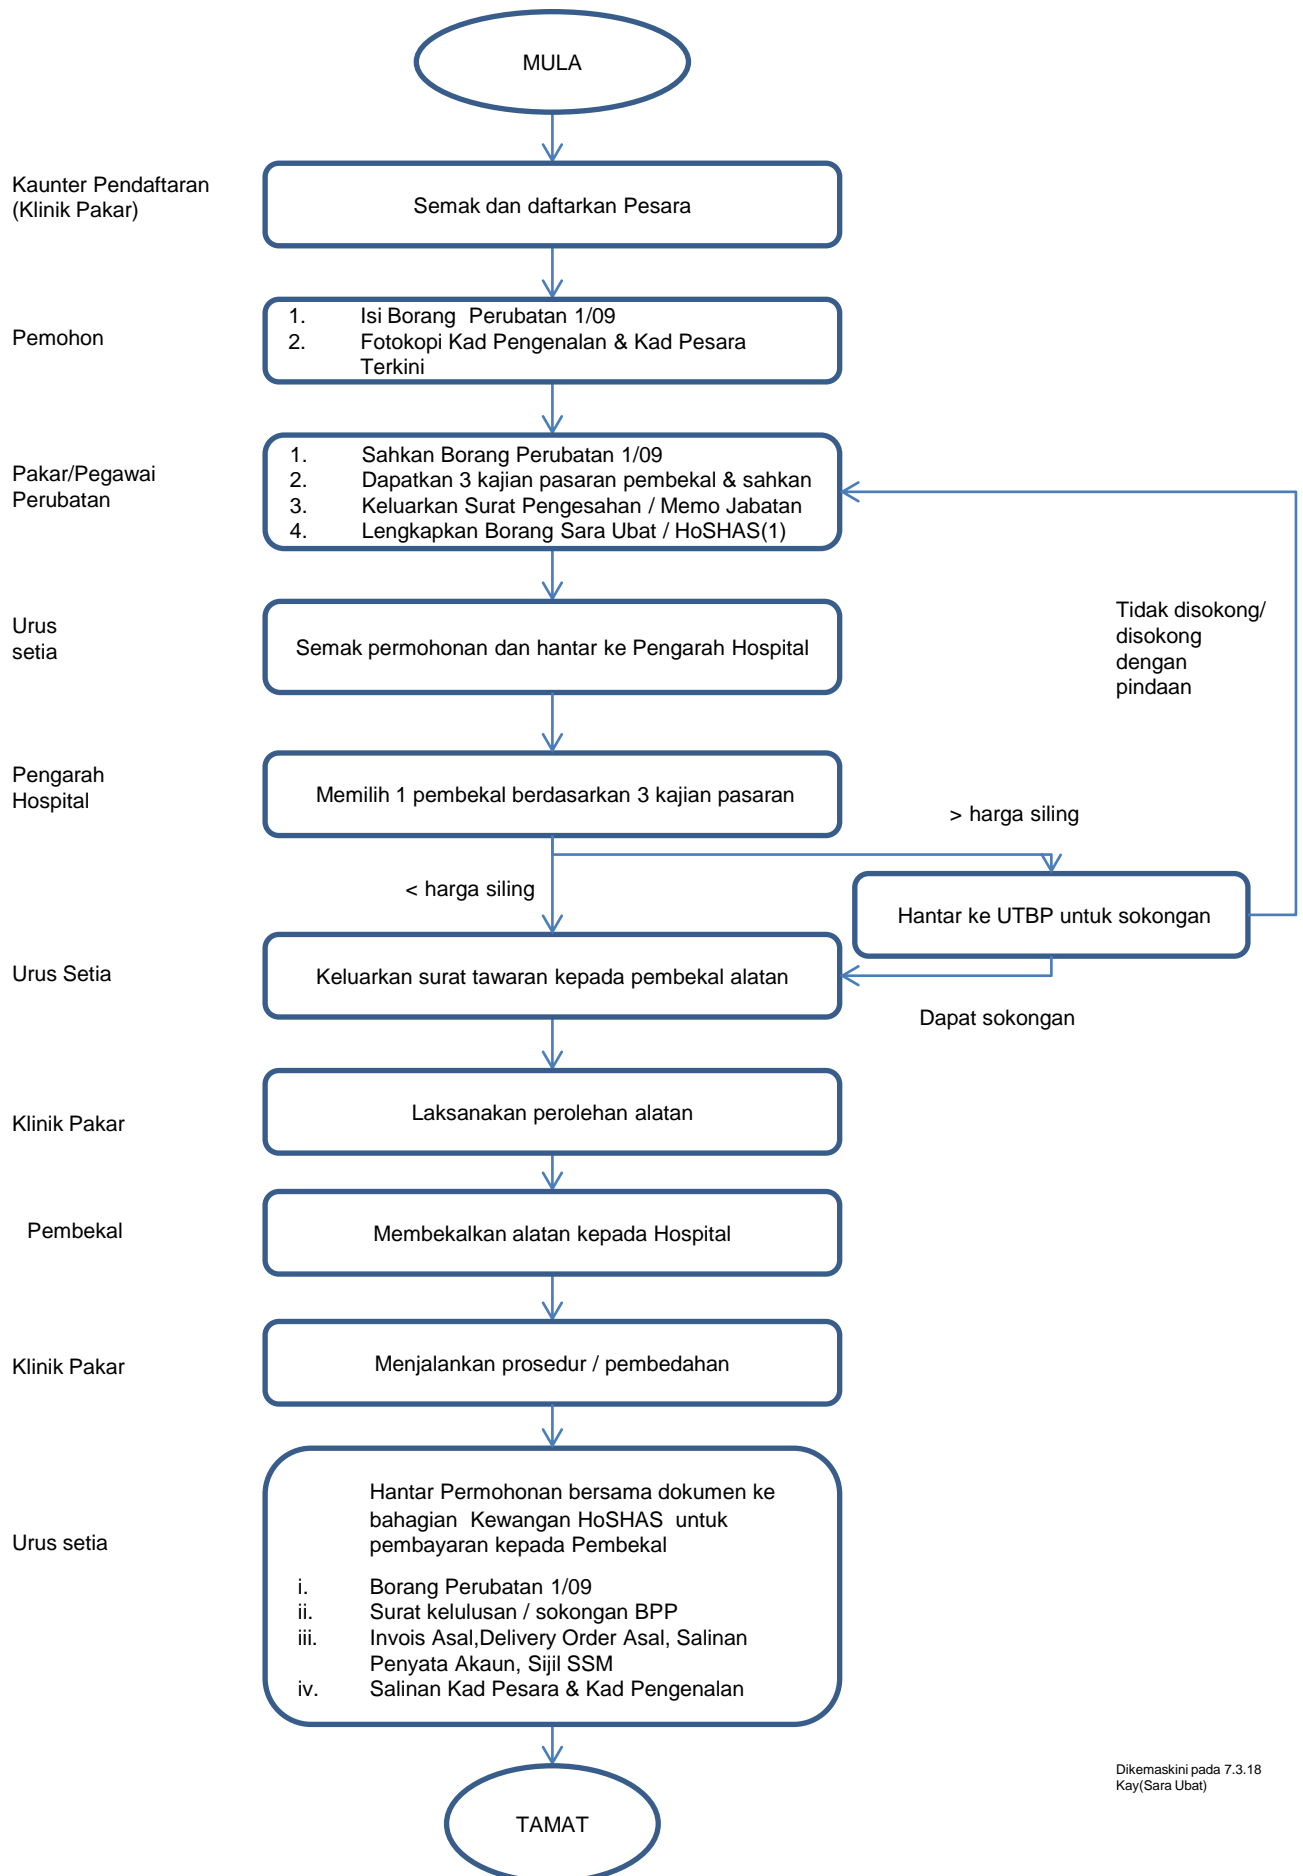 MULA
Kaunter Pendaftaran
(Klinik Pakar)
Semak dan daftarkan Pesara
Pemohon
1. Isi Borang Perubatan 1/09
2. Fotokopi Kad Pengenalan & Kad Pesara
Terkini
Pakar/Pegawai
Perubatan
1. Sahkan Borang Perubatan 1/09
2. Dapatkan 3 kajian pasaran pembekal & sahkan
3. Keluarkan Surat Pengesahan / Memo Jabatan
4. Lengkapkan Borang Sara Ubat / HoSHAS(1)
Urus
setia
Semak permohonan dan hantar ke Pengarah Hospital
Tidak disokong/
disokong
dengan
pindaan
Pengarah
Hospital
Memilih 1 pembekal berdasarkan 3 kajian pasaran
> harga siling
< harga siling
Hantar ke UTBP untuk sokongan
Urus Setia
Keluarkan surat tawaran kepada pembekal alatan
Dapat sokongan
Klinik Pakar
Laksanakan perolehan alatan
Pembekal
Membekalkan alatan kepada Hospital
Klinik Pakar
Menjalankan prosedur / pembedahan
Urus setia
Hantar Permohonan bersama dokumen ke
bahagian Kewangan HoSHAS untuk
pembayaran kepada Pembekal
i. Borang Perubatan 1/09
ii. Surat kelulusan / sokongan BPP
iii. Invois Asal,Delivery Order Asal, Salinan
Penyata Akaun, Sijil SSM
iv. Salinan Kad Pesara & Kad Pengenalan
Dikemaskini pada 7.3.18
Kay(Sara Ubat)
TAMAT